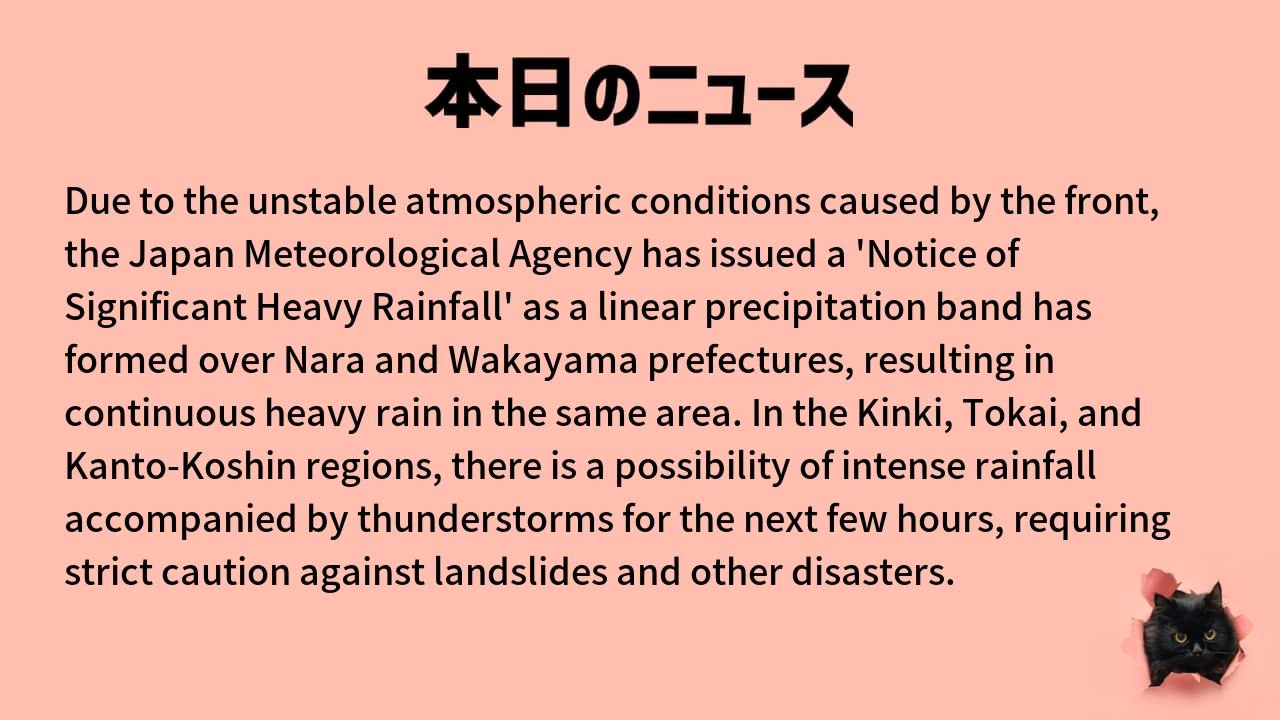 本日のニュース
Due to the unstable atmospheric conditions caused by the front,
the Japan Meteorological Agency has issued a 'Notice of
Significant Heavy Rainfall' as a linear precipitation band has
formed over Nara and Wakayama prefectures, resulting in
continuous heavy rain in the same area. In the Kinki, Tokai, and
Kanto-Koshin regions, there is a possibility of intense rainfall
accompanied by thunderstorms for the next few hours, requiring
strict caution against landslides and other disasters.